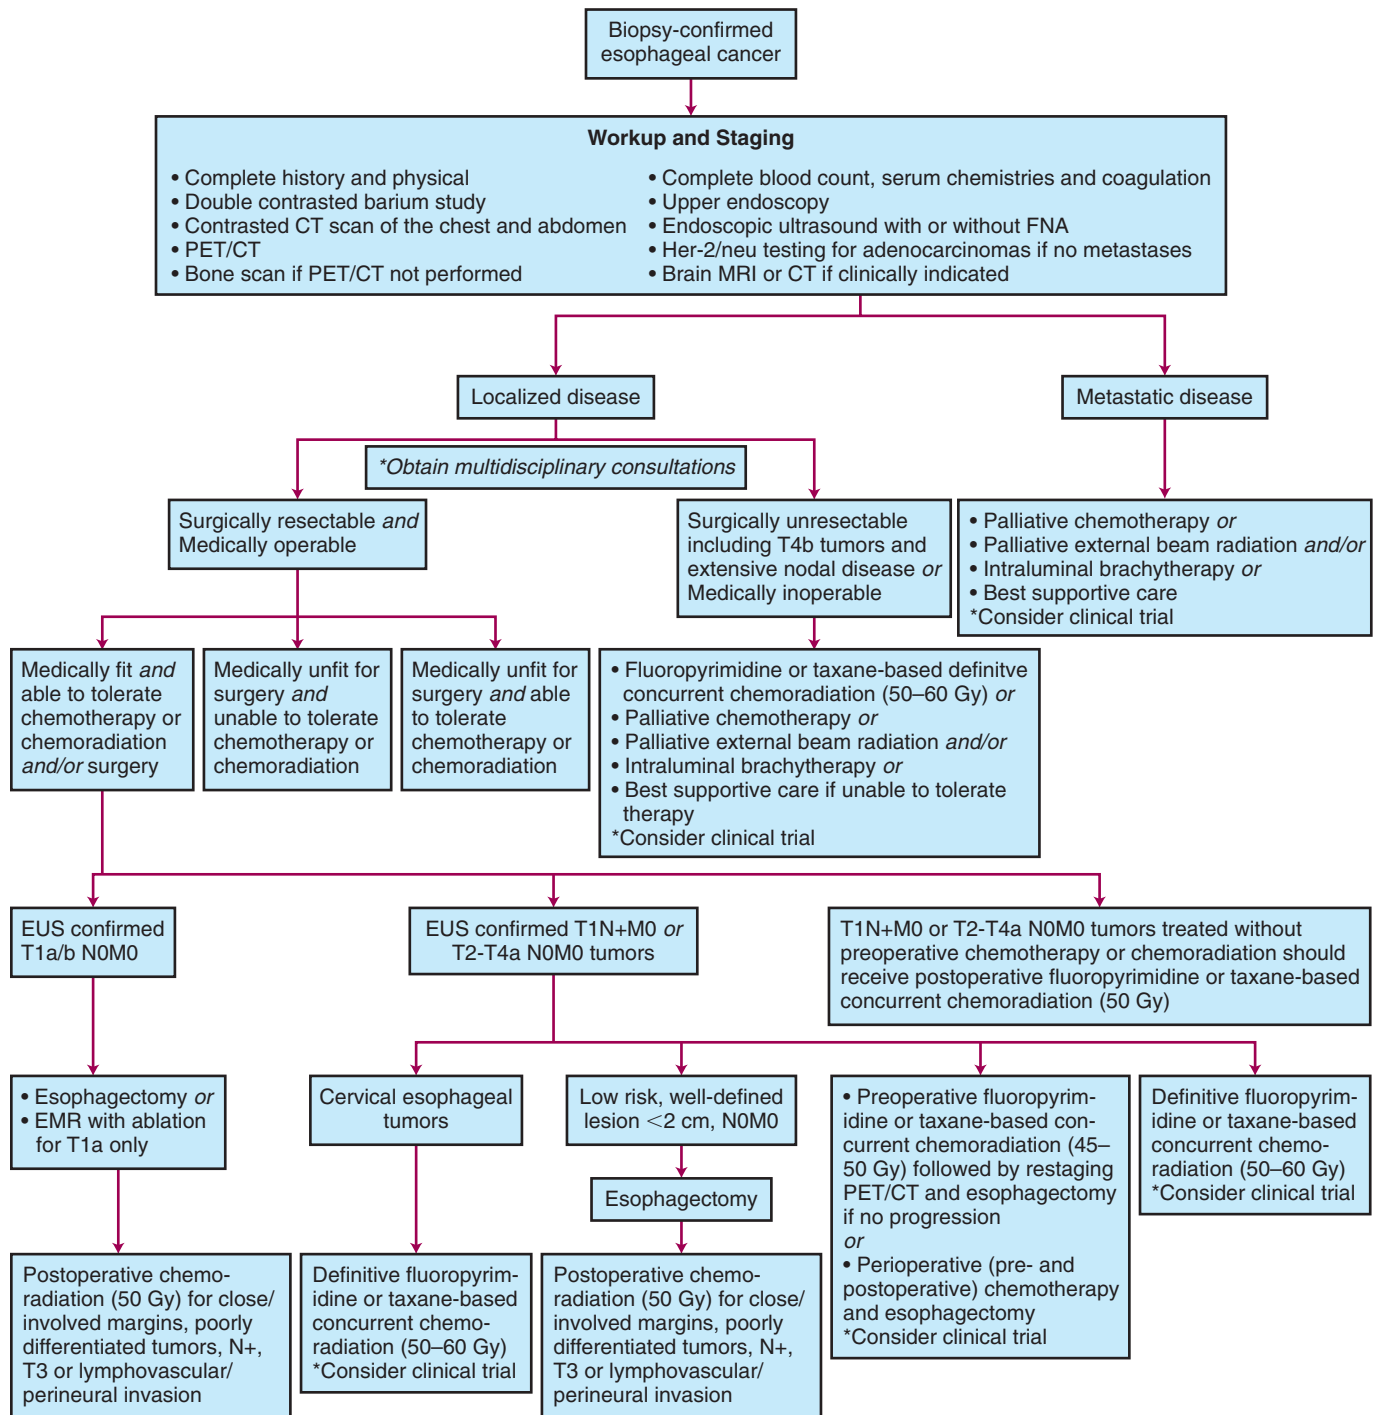 Biopsy-confirmed
esophageal cancer
Workup and Staging
• Complete history and physical
• Double contrasted barium study
• Contrasted CT scan of the chest and abdomen
• PET/CT
• Bone scan if PET/CT not performed
• Complete blood count, serum chemistries and coagulation
• Upper endoscopy
• Endoscopic ultrasound with or without FNA
• Her-2/neu testing for adenocarcinomas if no metastases
• Brain MRI or CT if clinically indicated
Localized disease
Metastatic disease
*Obtain multidisciplinary consultations
Surgically resectable and
Medically operable
Surgically unresectable
including T4b tumors and
extensive nodal disease or
Medically inoperable
• Palliative chemotherapy or
• Palliative external beam radiation and/or
• Intraluminal brachytherapy or
• Best supportive care
*Consider clinical trial
Medically fit and
able to tolerate
chemotherapy or
chemoradiation
and/or surgery
Medically unfit for
surgery and
unable to tolerate
chemotherapy or
chemoradiation
Medically unfit for
surgery and able
to tolerate
chemotherapy or
chemoradiation
• Fluoropyrimidine or taxane-based definitve
concurrent chemoradiation (50–60 Gy) or
• Palliative chemotherapy or
• Palliative external beam radiation and/or
• Intraluminal brachytherapy or
• Best supportive care if unable to tolerate
therapy
*Consider clinical trial
EUS confirmed
T1a/b N0M0
EUS confirmed T1N+M0 or
T2-T4a N0M0 tumors
T1N+M0 or T2-T4a N0M0 tumors treated without
preoperative chemotherapy or chemoradiation should
receive postoperative fluoropyrimidine or taxane-based
concurrent chemoradiation (50 Gy)
• Esophagectomy or
• EMR with ablation
for T1a only
Cervical esophageal
tumors
Low risk, well-defined
lesion <2 cm, N0M0
Esophagectomy
• Preoperative fluoropyrim-
idine or taxane-based con-
current chemoradiation (45–
50 Gy) followed by restaging
PET/CT and esophagectomy
if no progression
or
• Perioperative (pre- and
postoperative) chemotherapy
and esophagectomy
*Consider clinical trial
Definitive fluoropyrim-
idine or taxane-based
concurrent chemo-
radiation (50–60 Gy)
*Consider clinical trial
Postoperative chemo-
radiation (50 Gy) for close/
involved margins, poorly
differentiated tumors, N+,
T3 or lymphovascular/
perineural invasion
Definitive fluoropyrim-
idine or taxane-based
concurrent chemo-
radiation (50–60 Gy)
*Consider clinical trial
Postoperative chemo-
radiation (50 Gy) for close/
involved margins, poorly
differentiated tumors, N+,
T3 or lymphovascular/
perineural invasion